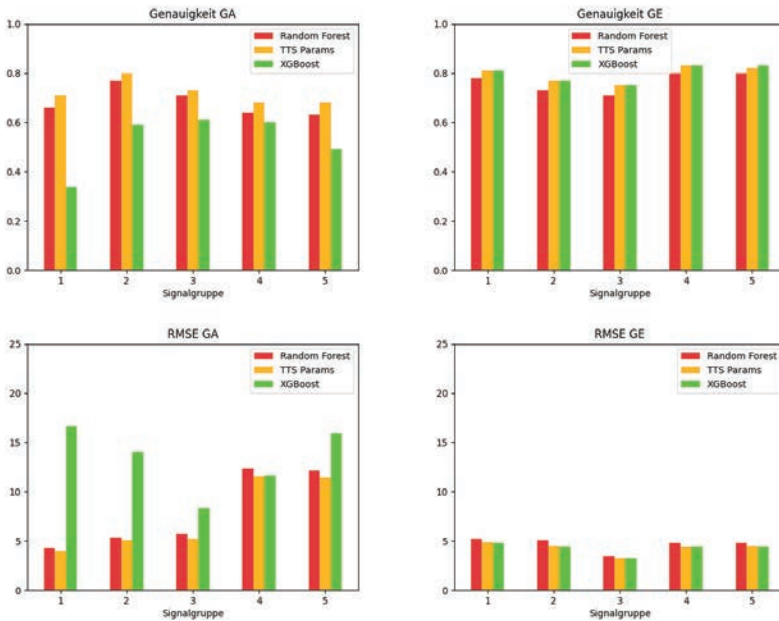 Genauigkeit GA
1.0
0.8
0.6
0.4
0.2
0.0
Random Forest
TTS Params
XGBoost
1 2 3 4 5
Signalgruppe
Genauigkeit GE
1.0
0.8
0.6
0.4
0.2
0.0
Random Forest
TTS Params
XGBoost
1 2 3 4 5
Signalgruppe
RMSE GA
25
20
15
10
5
0
Random Forest
TTS Params
XGBoost
1 2 3 4 5
Signalgruppe
RMSE GE
25
20
15
10
5
0
Random Forest
TTS Params
XGBoost
1 2 3 4 5
Signalgruppe